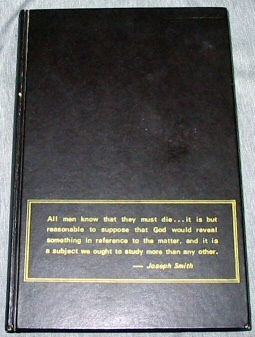 All men know that they must die...it is but
reasonable to suppose that God would reveal
something in reference to the matter, and it is
a subject we ought to study more than any other.
— Joseph Smith